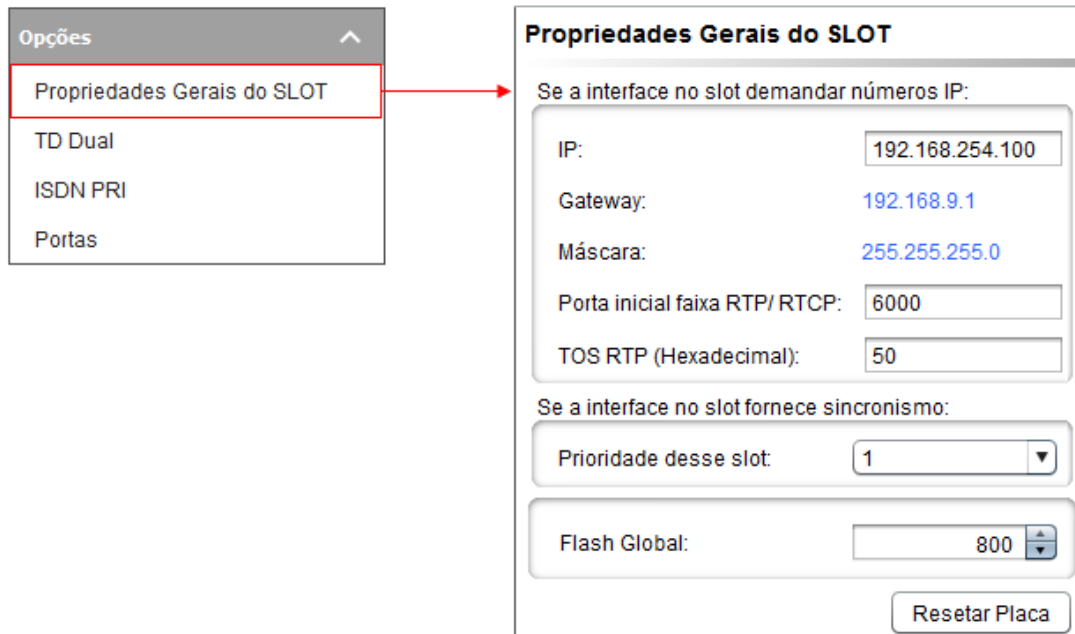 Opções
Propriedades Gerais do SLOT
TD Dual
ISDN PRI
Portas
Propriedades Gerais do SLOT
Se a interface no slot demandar números IP:
IP: 192.168.254.100
Gateway: 192.168.9.1
Máscara: 255.255.255.0
Porta inicial faixa RTP/ RTCP: 6000
TOS RTP (Hexadecimal): 50
Se a interface no slot fornece sincronismo:
Prioridade desse slot: 1
Flash Global: 800
Resetar Placa